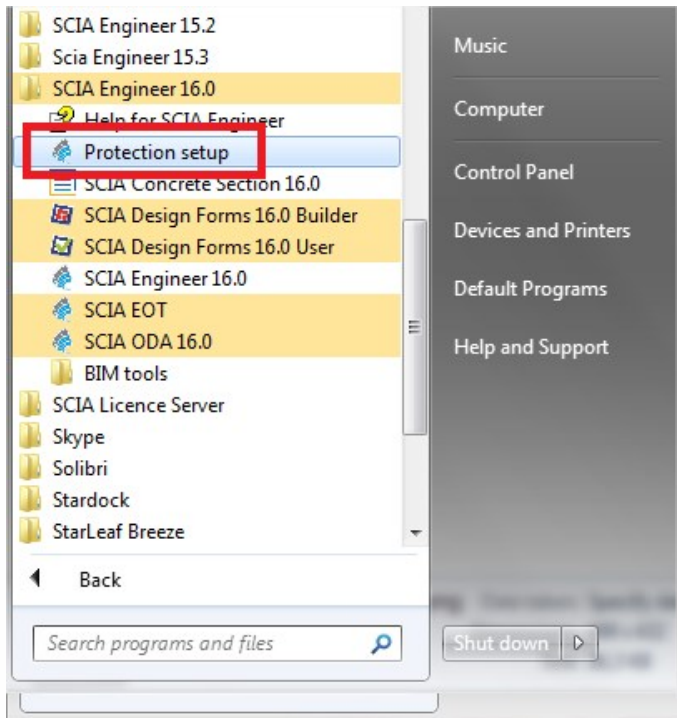 SCIA Engineer 15.2
Scia Engineer 15.3
SCIA Engineer 16.0
Help for SCIA Engineer
Protection setup
SCIA Concrete Section 16.0
SCIA Design Forms 16.0 Builder
SCIA Design Forms 16.0 User
SCIA Engineer 16.0
SCIA EOT
SCIA ODA 16.0
BIM tools
SCIA Licence Server
Skype
Solibri
Stardock
StarLeaf Breeze
Back
Search programs and files
Music
Computer
Control Panel
Devices and Printers
Default Programs
Help and Support
Shut down